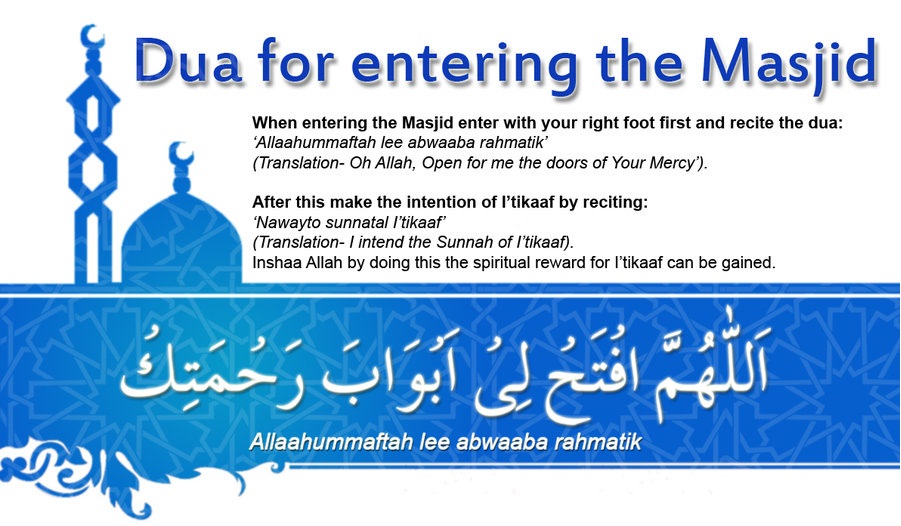 Dua for entering the Masjid
When entering the Masjid enter with your right foot first and recite the dua:
‘Allaahummaftah lee abwaaba rahmatik’
(Translation- Oh Allah, Open for me the doors of Your Mercy’).
After this make the intention of I’tikaaf by reciting:
‘Nawayto sunnatal I’tikaaf’
(Translation- I intend the Sunnah of I’tikaaf).
Inshaa Allah by doing this the spiritual reward for I’tikaaf can be gained.
اَللّٰهُمَّ افْتَحْ لِيْ اَبْوَابَ رَحْمَتِكْ
Allaahummaftah lee abwaaba rahmatik